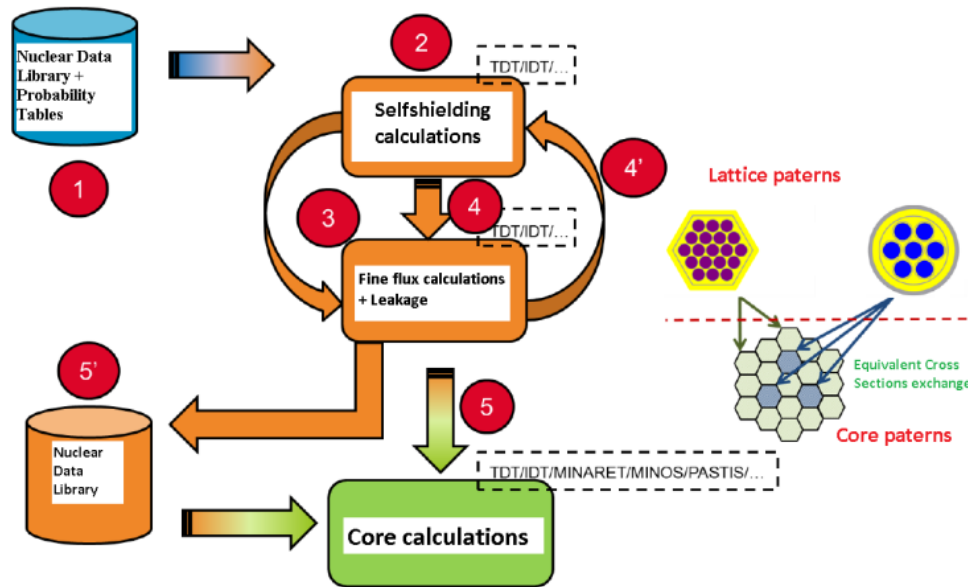 Nuclear Data
Library +
Probability
Tables
1
2
TDT/IDT/...
Selfshielding
calculations
3
4
4'
TDT/IDT/...
Fine flux calculations
+ Leakage
5'
Nuclear
Data
Library
5
TDT/IDT/MINARET/MINOS/PASTIS/...
Core calculations
Lattice paterns
Equivalent Cross
Sections exchange
Core paterns